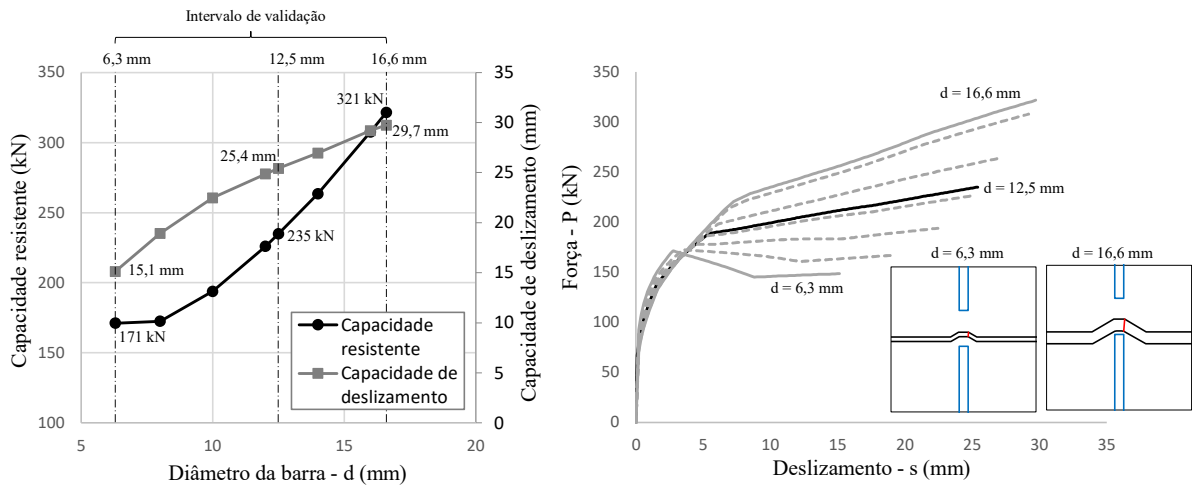 Intervalo de validação
6,3 mm
12,5 mm
16,6 mm
350
300
250
200
150
100
35
30
25
20
15
10
5
0
5
10
15
20
Capacidade resistente (kN)
Capacidade de deslizamento (mm)
Diâmetro da barra - d (mm)
321 kN
29,7 mm
25,4 mm
235 kN
15,1 mm
171 kN
Capacidade
resistente
Capacidade de
deslizamento
350
300
250
200
150
100
50
0
0
5
10
15
20
25
30
35
Força - P (kN)
Deslizamento - s (mm)
d = 16,6 mm
d = 12,5 mm
d = 6,3 mm
d = 6,3 mm
d = 16,6 mm